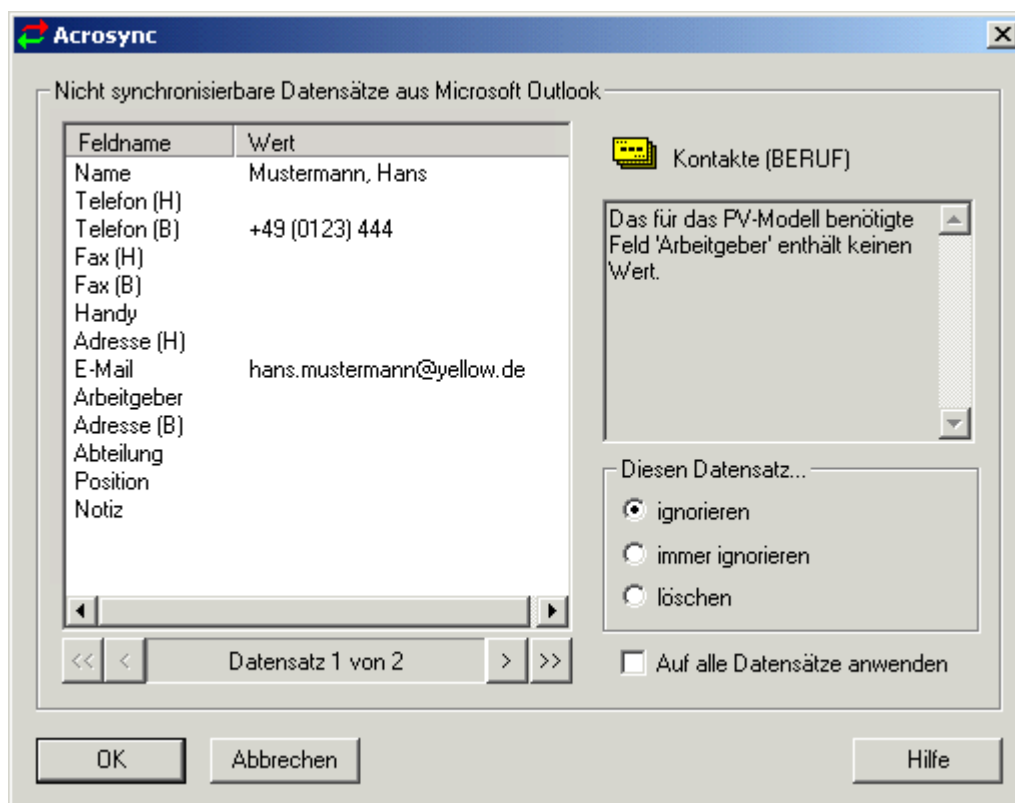 Acrosync
Nicht synchronisierbare Datensätze aus Microsoft Outlook
Feldname Wert
Name Mustermann, Hans
Telefon (H)
Telefon (B) +49 (0123) 444
Fax (H)
Fax (B)
Handy
Adresse (H)
E-Mail hans.mustermann@yellow.de
Arbeitgeber
Adresse (B)
Abteilung
Position
Notiz
<< < Datensatz 1 von 2 > >>
Kontakte (BERUF)
Das für das PV-Modell benötigte
Feld 'Arbeitgeber' enthält keinen
Wert.
Diesen Datensatz...
ignorieren
immer ignorieren
löschen
Auf alle Datensätze anwenden
OK Abbrechen Hilfe